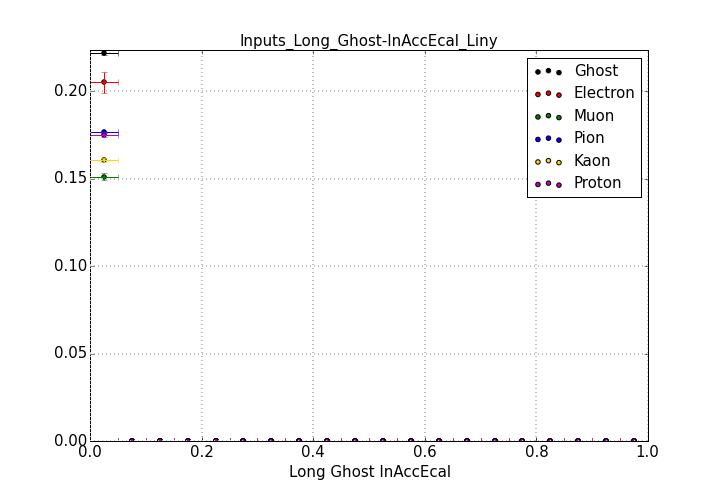 Inputs_Long_Ghost-InAccEcal_Liny
Ghost
Electron
Muon
Pion
Kaon
Proton
0.20
0.15
0.10
0.05
0.00
0.0 0.2 0.4 0.6 0.8 1.0
Long Ghost InAccEcal